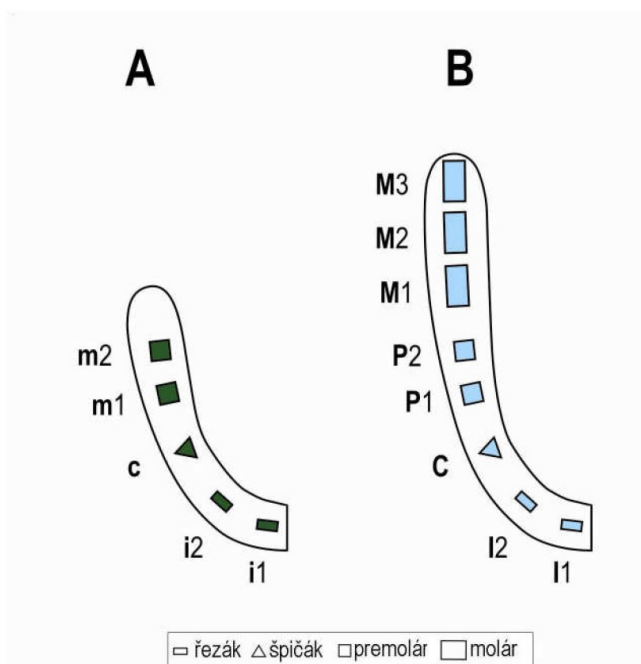 A B
M3
M2
M1
m2 P2
m1 P1
c C
i2 I2
i1 I1
řezák špičák premolár molár